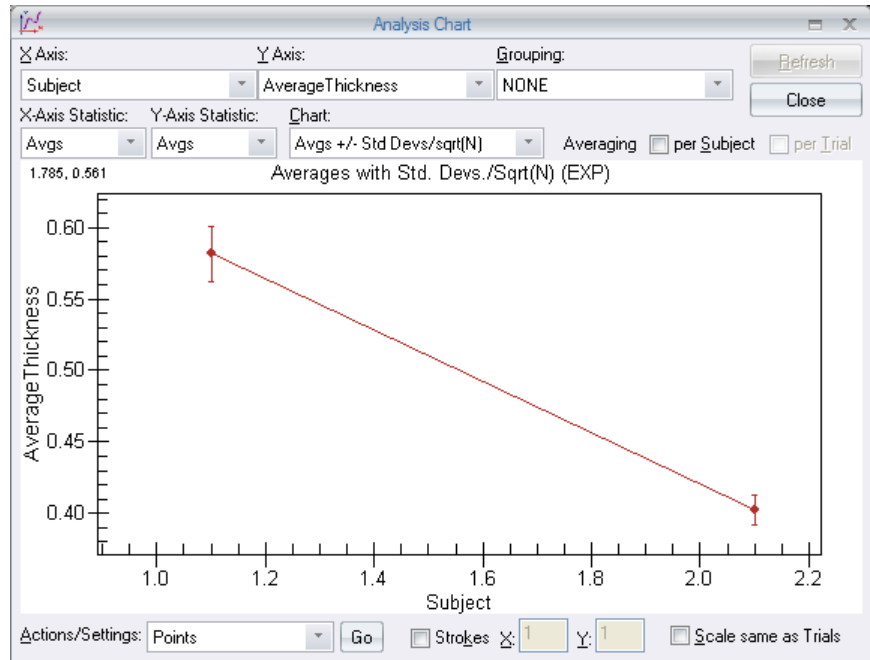 Analysis Chart
X Axis: Y Axis: Grouping: Refresh
Subject AverageThickness NONE
Close
X-Axis Statistic: Y-Axis Statistic: Chart:
Avgs Avgs Avgs +/- Std Devs/sqrt(N) Averaging per Subject per Trial
1.785, 0.561 Averages with Std. Devs./Sqrt(N) (EXP)
0.60
0.55
0.50
0.45
0.40
AverageThickness
1.0 1.2 1.4 1.6 1.8 2.0 2.2
Subject
Actions/Settings: Points Go Strokes X: 1 Y: 1 Scale same as Trials